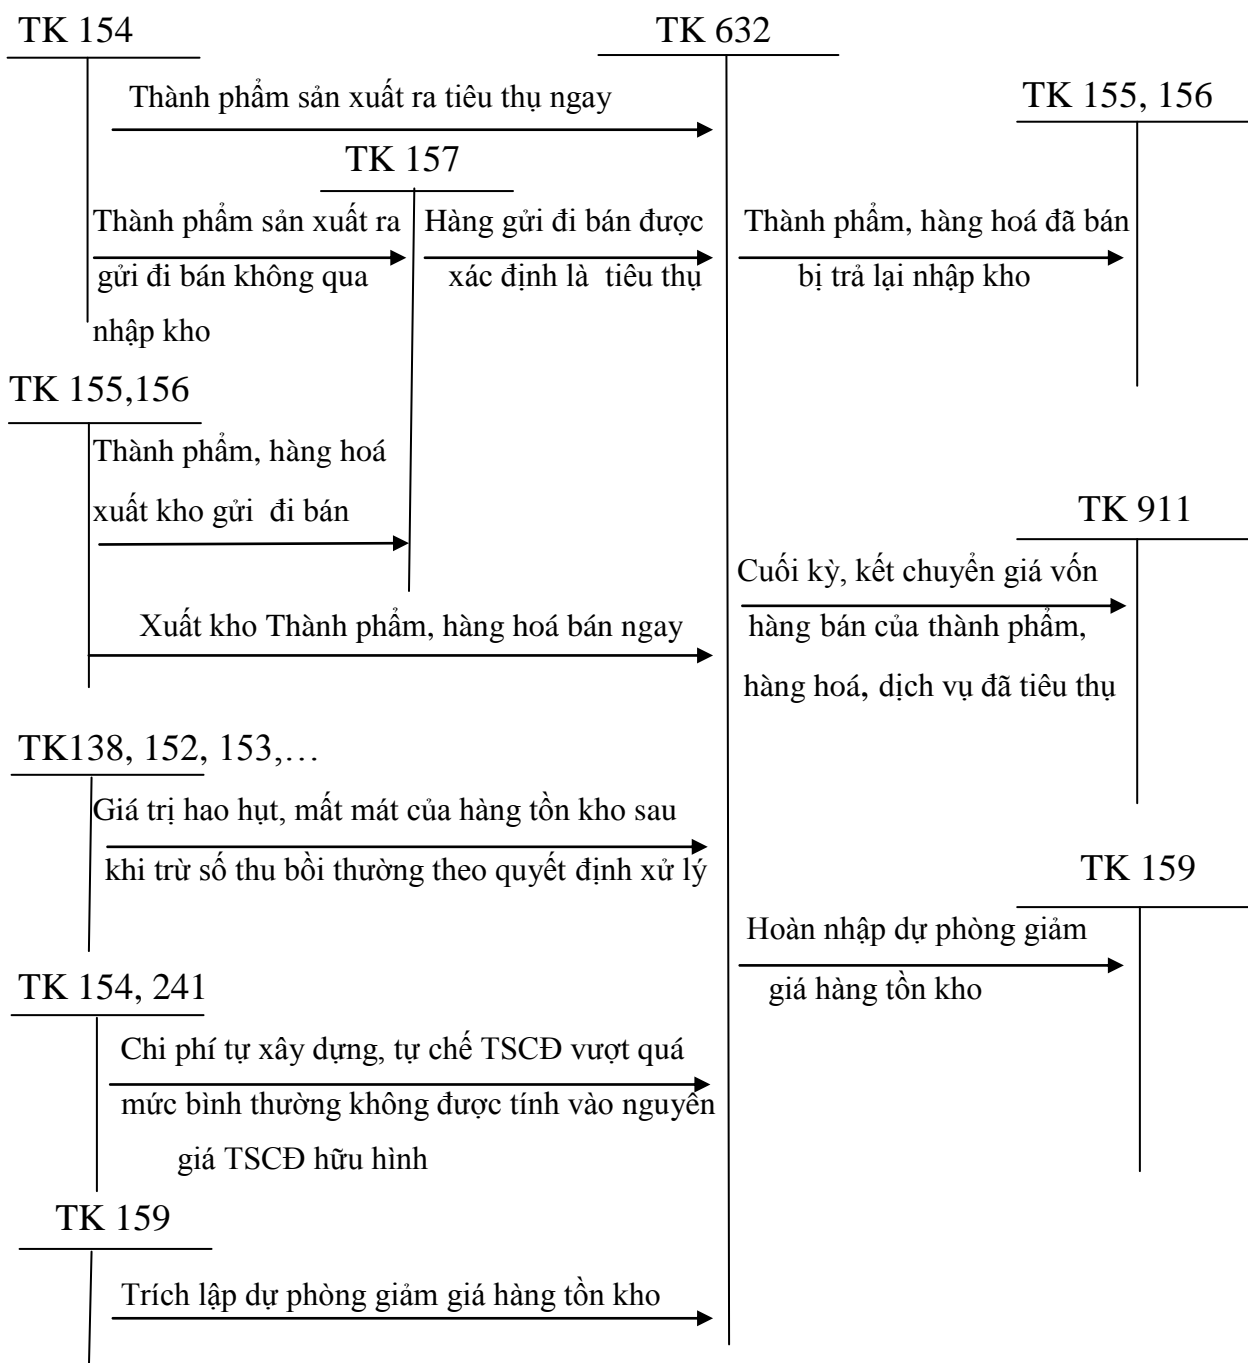 TK 154
TK 632
Thành phẩm sản xuất ra tiêu thụ ngay
TK 155, 156
TK 157
Thành phẩm sản xuất ra
gửi đi bán không qua
nhập kho
Hàng gửi đi bán được
xác định là tiêu thụ
Thành phẩm, hàng hoá đã bán
bị trả lại nhập kho
TK 155,156
Thành phẩm, hàng hoá
xuất kho gửi đi bán
TK 911
Cuối kỳ, kết chuyển giá vốn
hàng bán của thành phẩm,
hàng hoá, dịch vụ đã tiêu thụ
Xuất kho Thành phẩm, hàng hoá bán ngay
TK138, 152, 153,…
Giá trị hao hụt, mất mát của hàng tồn kho sau
khi trừ số thu bồi thường theo quyết định xử lý
TK 159
Hoàn nhập dự phòng giảm
giá hàng tồn kho
TK 154, 241
Chi phí tự xây dựng, tự chế TSCĐ vượt quá
mức bình thường không được tính vào nguyên
giá TSCĐ hữu hình
TK 159
Trích lập dự phòng giảm giá hàng tồn kho